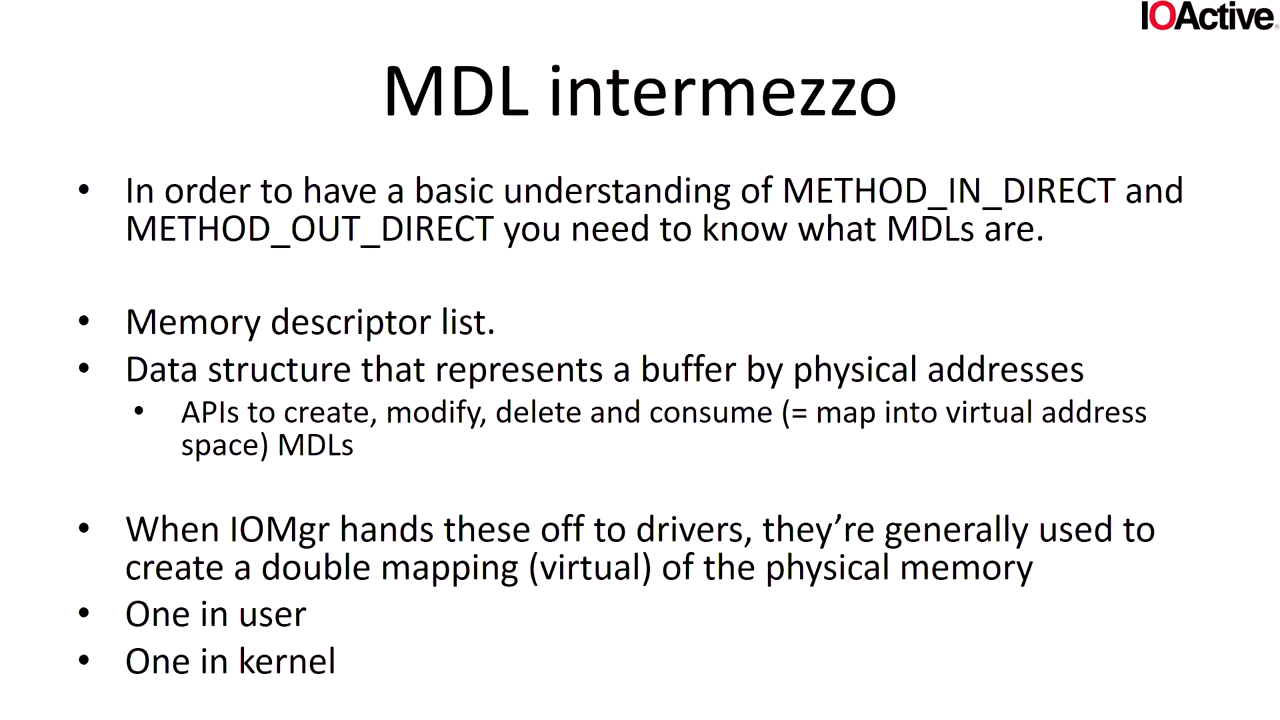 IOActive
MDL intermezzo
• In order to have a basic understanding of METHOD_IN_DIRECT and
METHOD_OUT_DIRECT you need to know what MDLs are.
• Memory descriptor list.
• Data structure that represents a buffer by physical addresses
• APIs to create, modify, delete and consume (= map into virtual address
space) MDLs
• When IOMgr hands these off to drivers, they’re generally used to
create a double mapping (virtual) of the physical memory
• One in user
• One in kernel